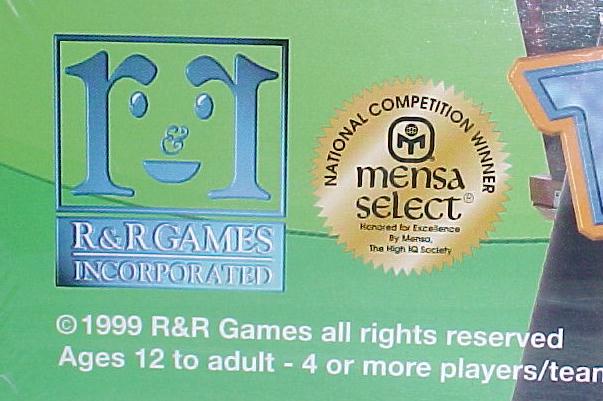 r & r
R & R GAMES
INCORPORATED
NATIONAL COMPETITION WINNER
mensa
SELECT
Honored for Excellence
By Mensa,
The High IQ Society
©1999 R&R Games all rights reserved
Ages 12 to adult - 4 or more players/team